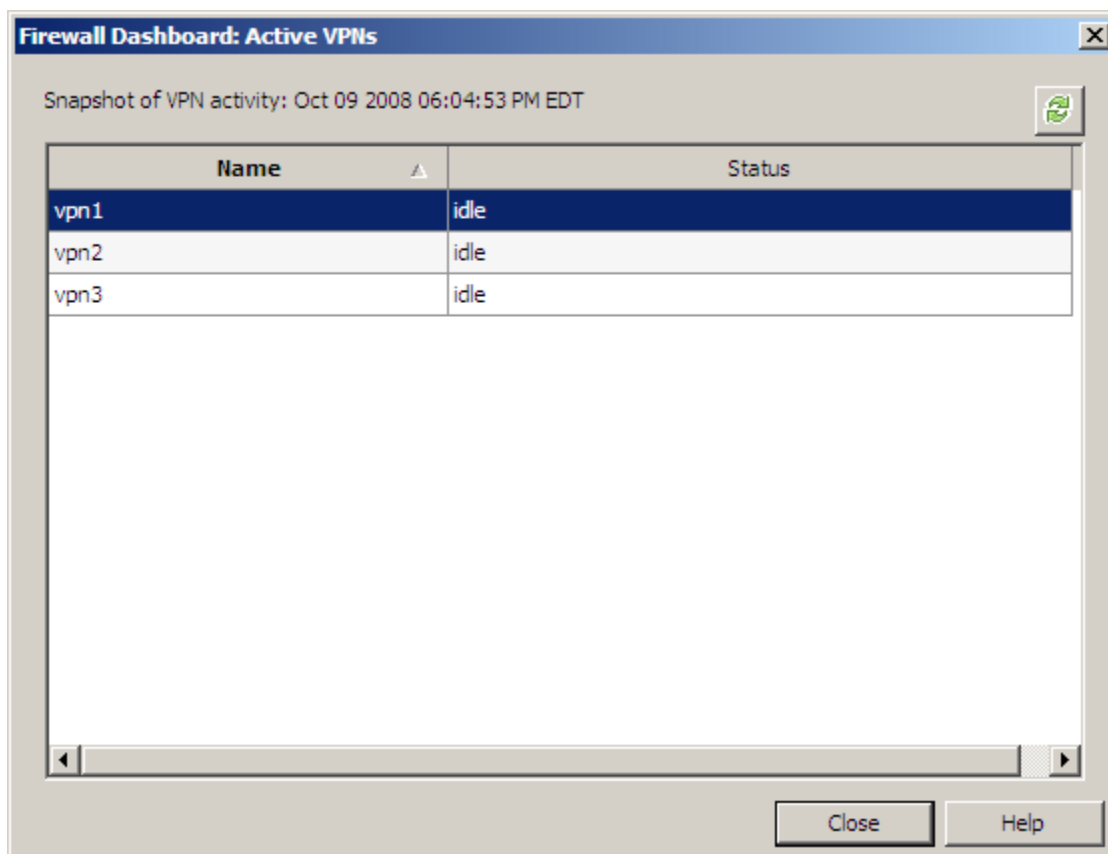 Firewall Dashboard: Active VPNs
Snapshot of VPN activity: Oct 09 2008 06:04:53 PM EDT
Name Status
vpn1 idle
vpn2 idle
vpn3 idle
Close Help